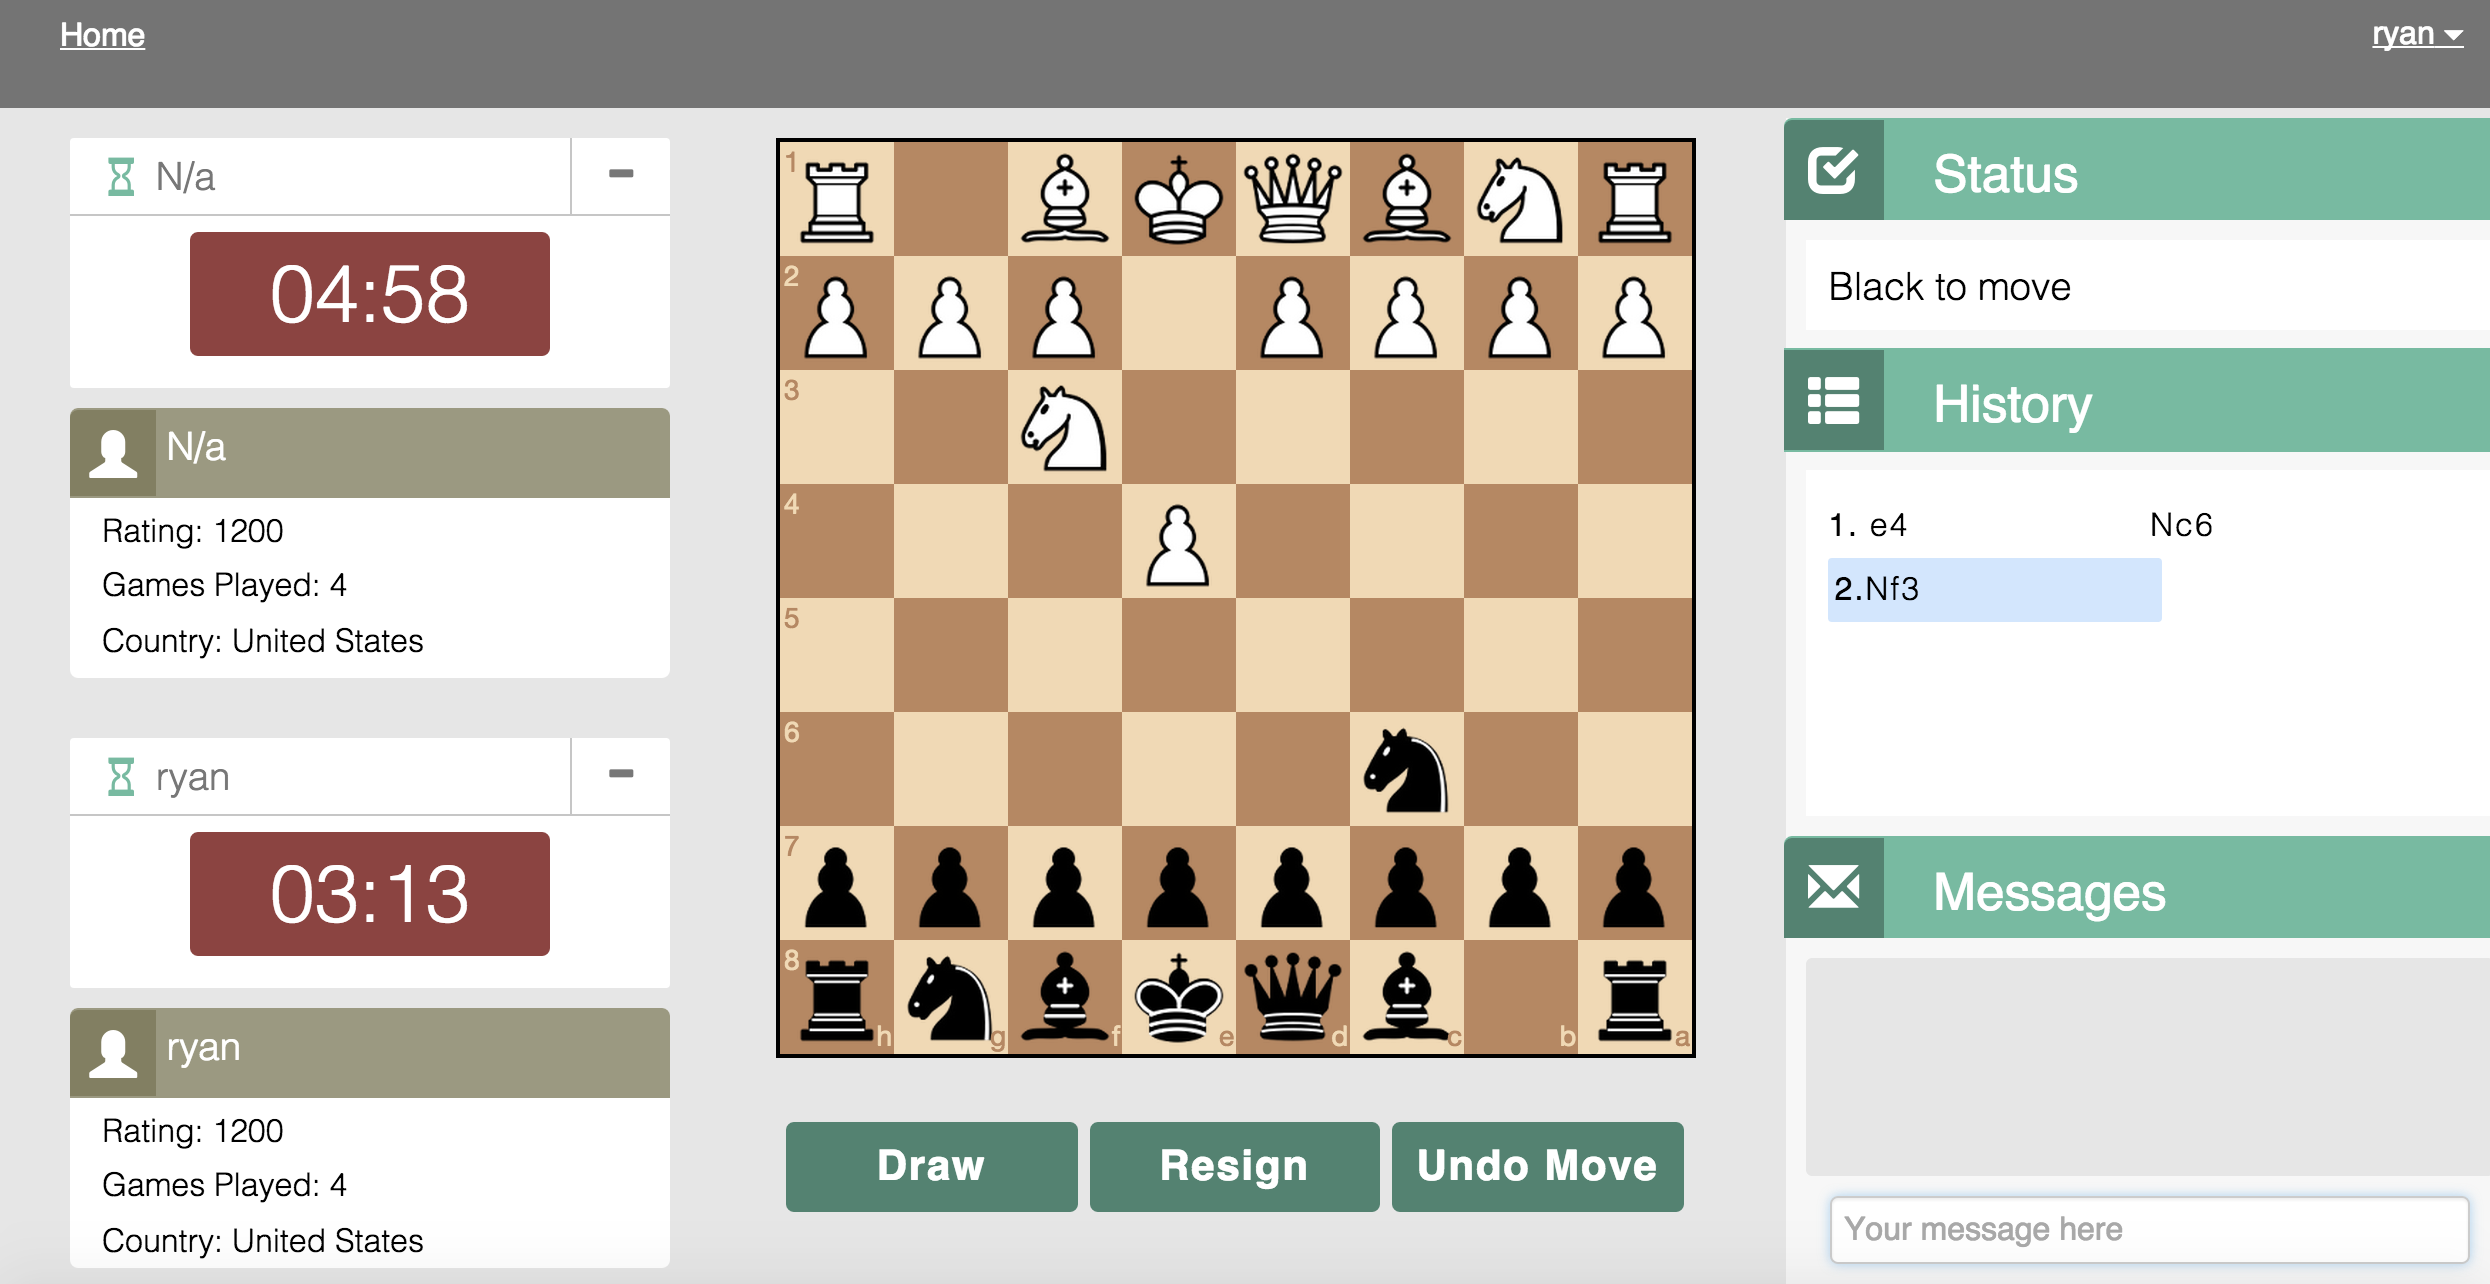 Home
ryan
N/a
04:58
N/a
Rating: 1200
Games Played: 4
Country: United States
ryan
03:13
ryan
Rating: 1200
Games Played: 4
Country: United States
1
2
3
4
5
6
7
8
h g f e d c b a
Draw Resign Undo Move
Status
Black to move
History
1. e4 Nc6
2.Nf3
Messages
Your message here